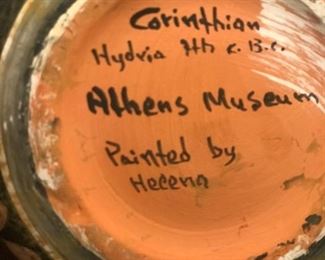 Corinthian
Hydria 7th c. B.C.
Athens Museum
Painted by
Helena